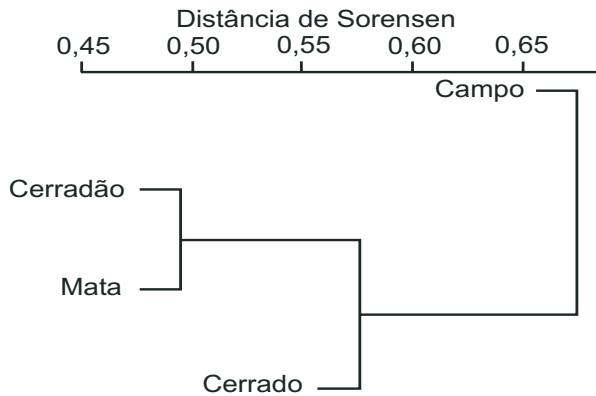 Distância de Sorensen
0,45 0,50 0,55 0,60 0,65
Campo
Cerradão
Mata
Cerrado